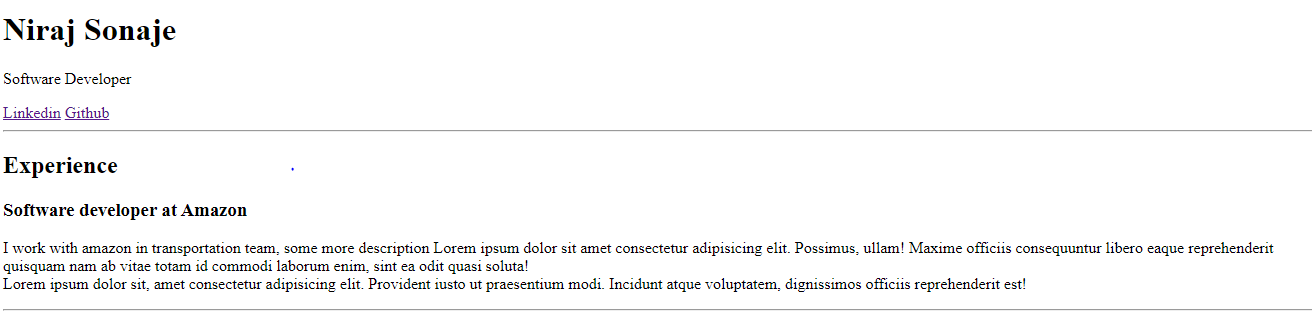 Niraj Sonaje
Software Developer
Linkedin Github
Experience
Software developer at Amazon
I work with amazon in transportation team, some more description Lorem ipsum dolor sit amet consectetur adipisicing elit. Possimus, ullam! Maxime officiis consequuntur libero eaque reprehenderit
quisquam nam ab vitae totam id commodi laborum enim, sint ea odit quasi soluta!
Lorem ipsum dolor sit, amet consectetur adipisicing elit. Provident iusto ut praesentium modi. Incidunt atque voluptatem, dignissimos officiis reprehenderit est!